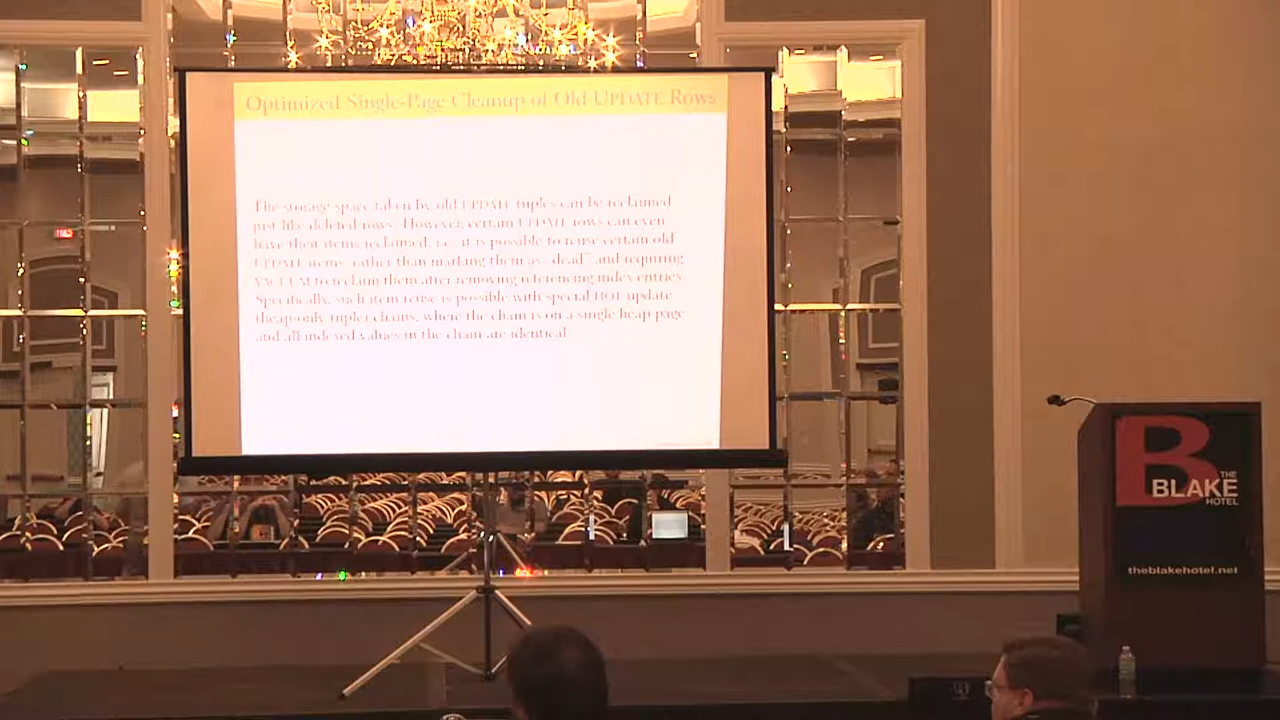 Optimized Single-Page Cleanup of Old UPDATE Rows
The storage space taken by old UPDATE tuples can be reclaimed
just like deleted rows. However, certain UPDATE rows can even
have their items reclaimed, i.e. it is possible to reuse certain old
UPDATE items, rather than marking them as "dead" and requiring
VACUUM to reclaim them after removing referencing index entries.
Specifically, such item reuse is possible with special HOT update
(heap-only tuple) chains, where the chain is on a single heap page
and all indexed values in the chain are identical.
B
THE
BLAKE
HOTEL
theblakehotel.net